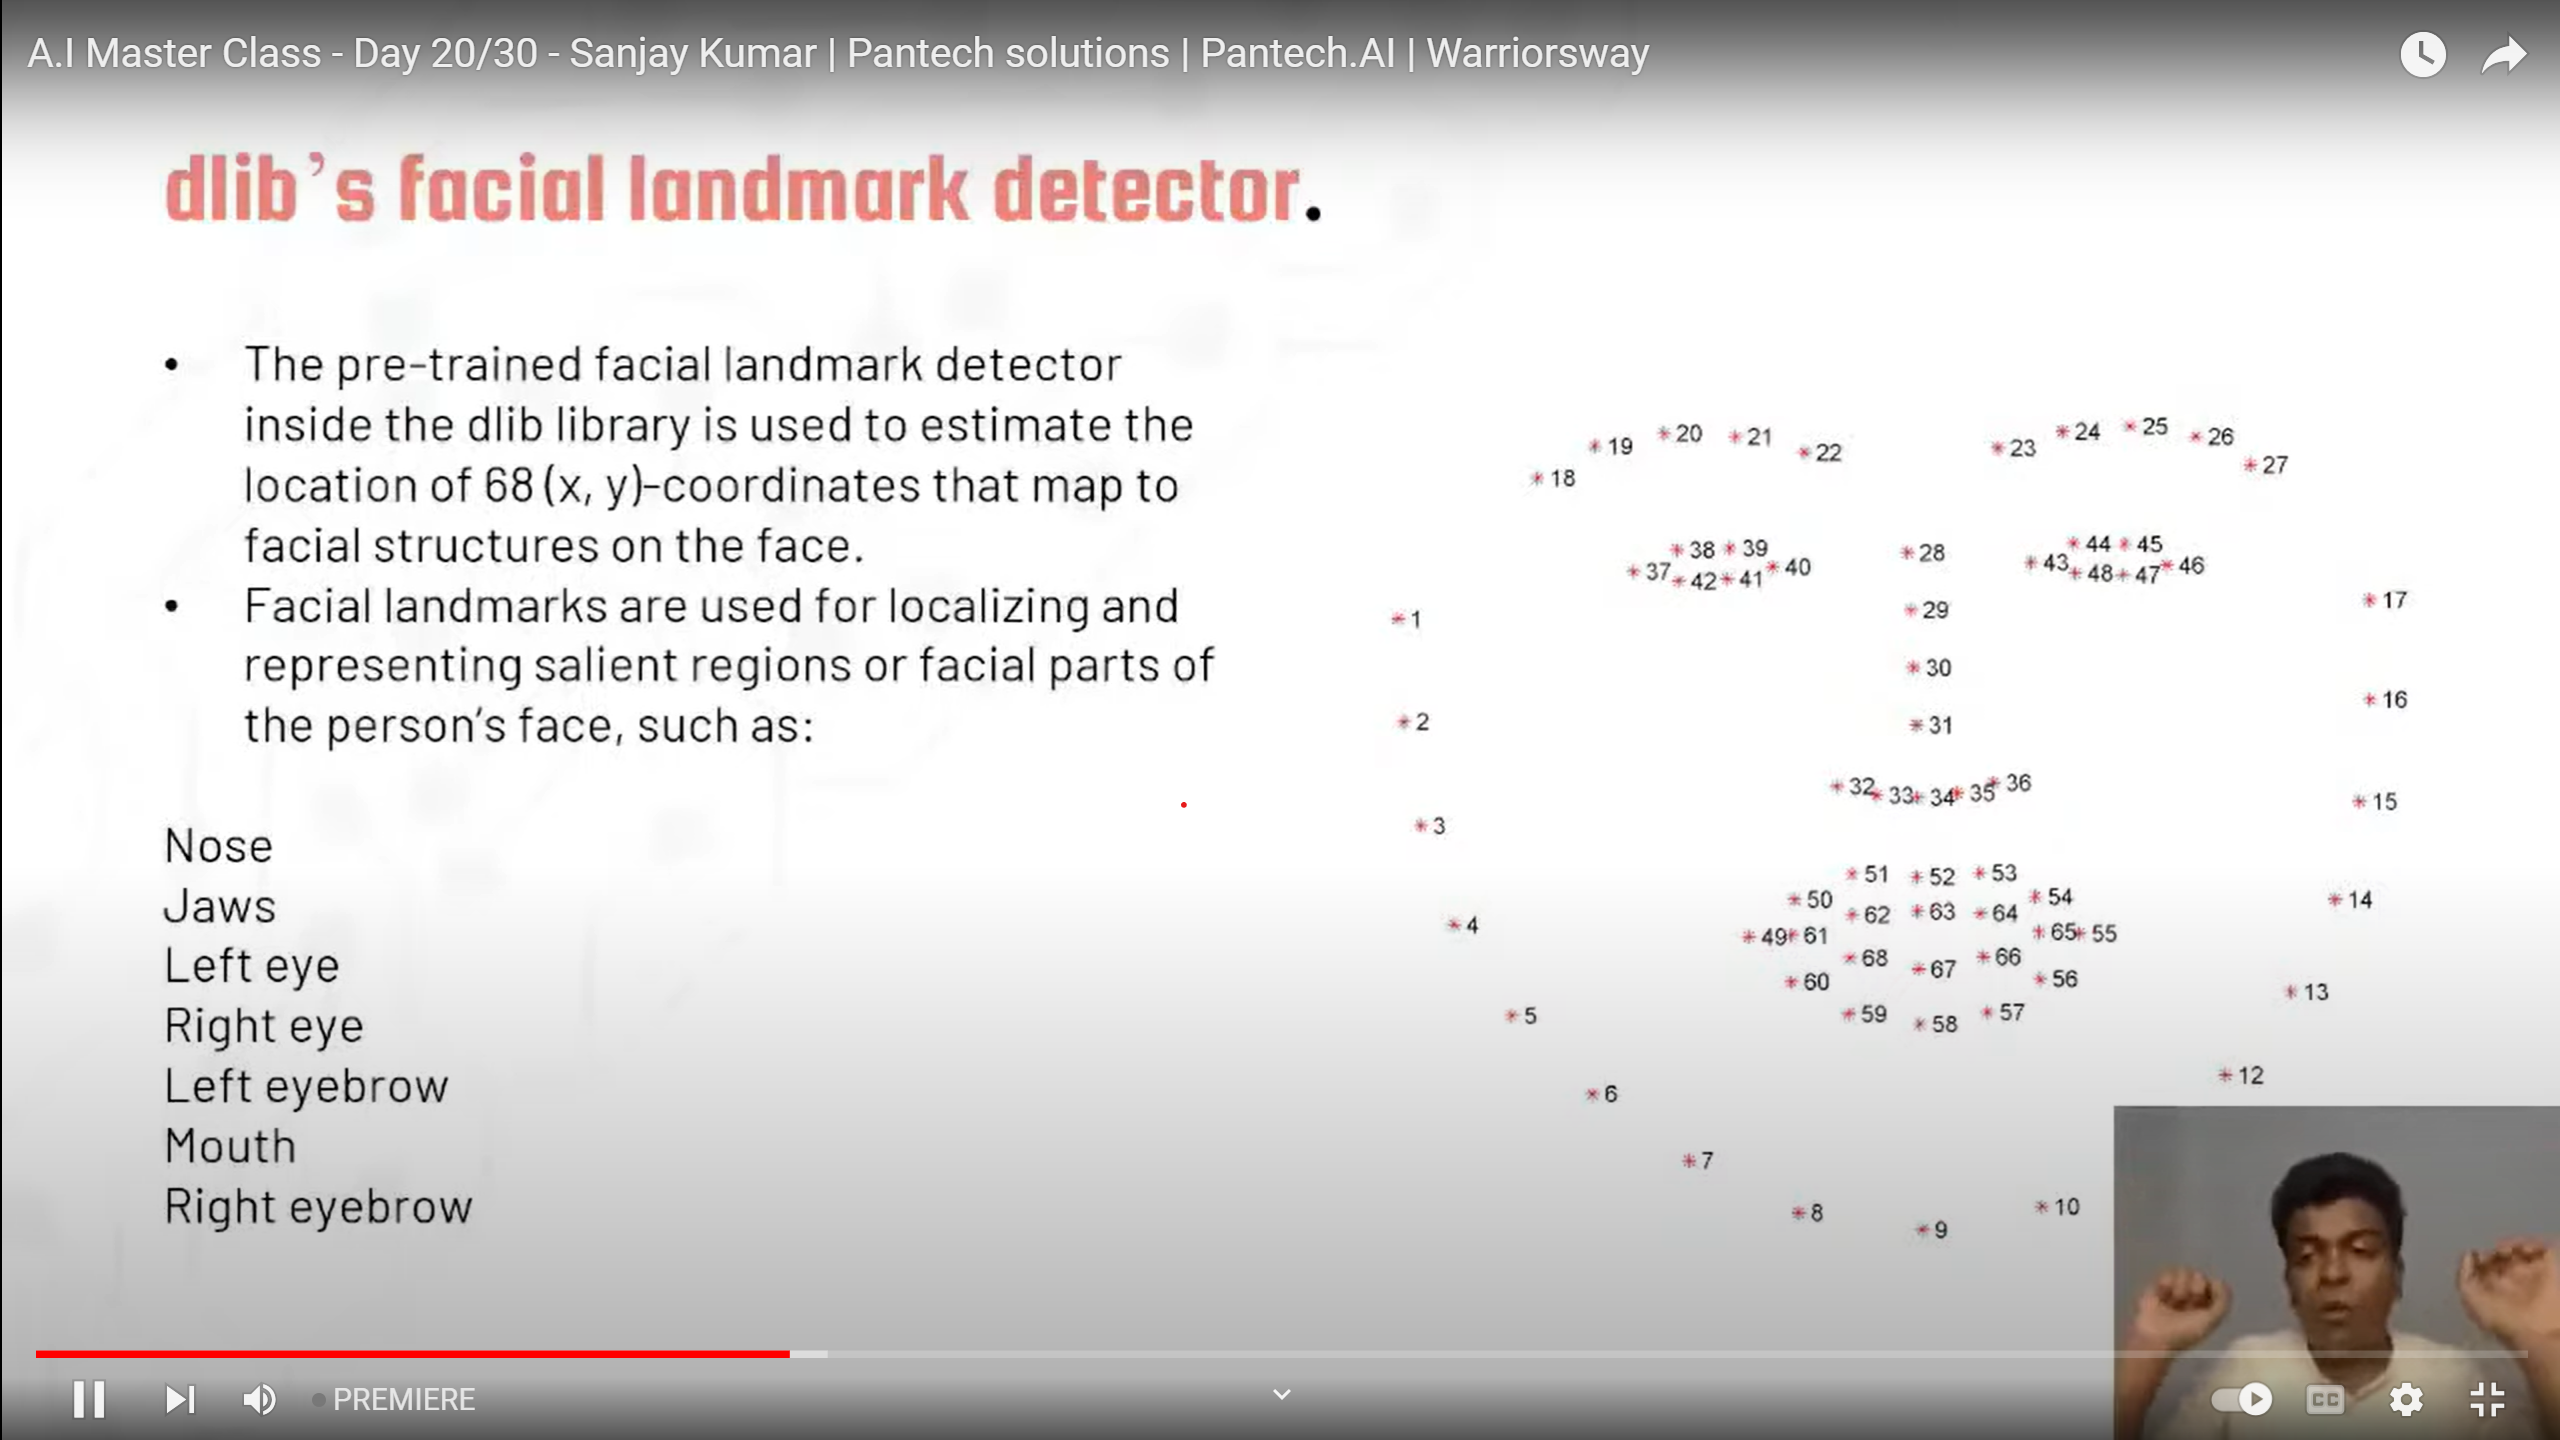 A.I Master Class - Day 20/30 - Sanjay Kumar | Pantech solutions | Pantech.AI | Warriorsway
dlib's facial landmark detector.
• The pre-trained facial landmark detector
inside the dlib library is used to estimate the
location of 68 (x, y)-coordinates that map to
facial structures on the face.
• Facial landmarks are used for localizing and
representing salient regions or facial parts of
the person's face, such as:
Nose
Jaws
Left eye
Right eye
Left eyebrow
Mouth
Right eyebrow
*18 *19 *20 *21 *22 *23 *24 *25 *26 *27
*37 *38 *39 *40 *42 *41 *28 *43 *44 *45 *46 *48 *47
*1 *29 *17
*30
*2 *31 *16
*32 *33 *34 *35 *36
*3 *15
*51 *52 *53
*50 *54 *14
*62 *63 *64
*4 *49 *61 *65 *55
*68 *67 *66
*60 *56 *13
*5 *59 *58 *57
*6 *12
*7
*8 *9 *10
PREMIERE
CC